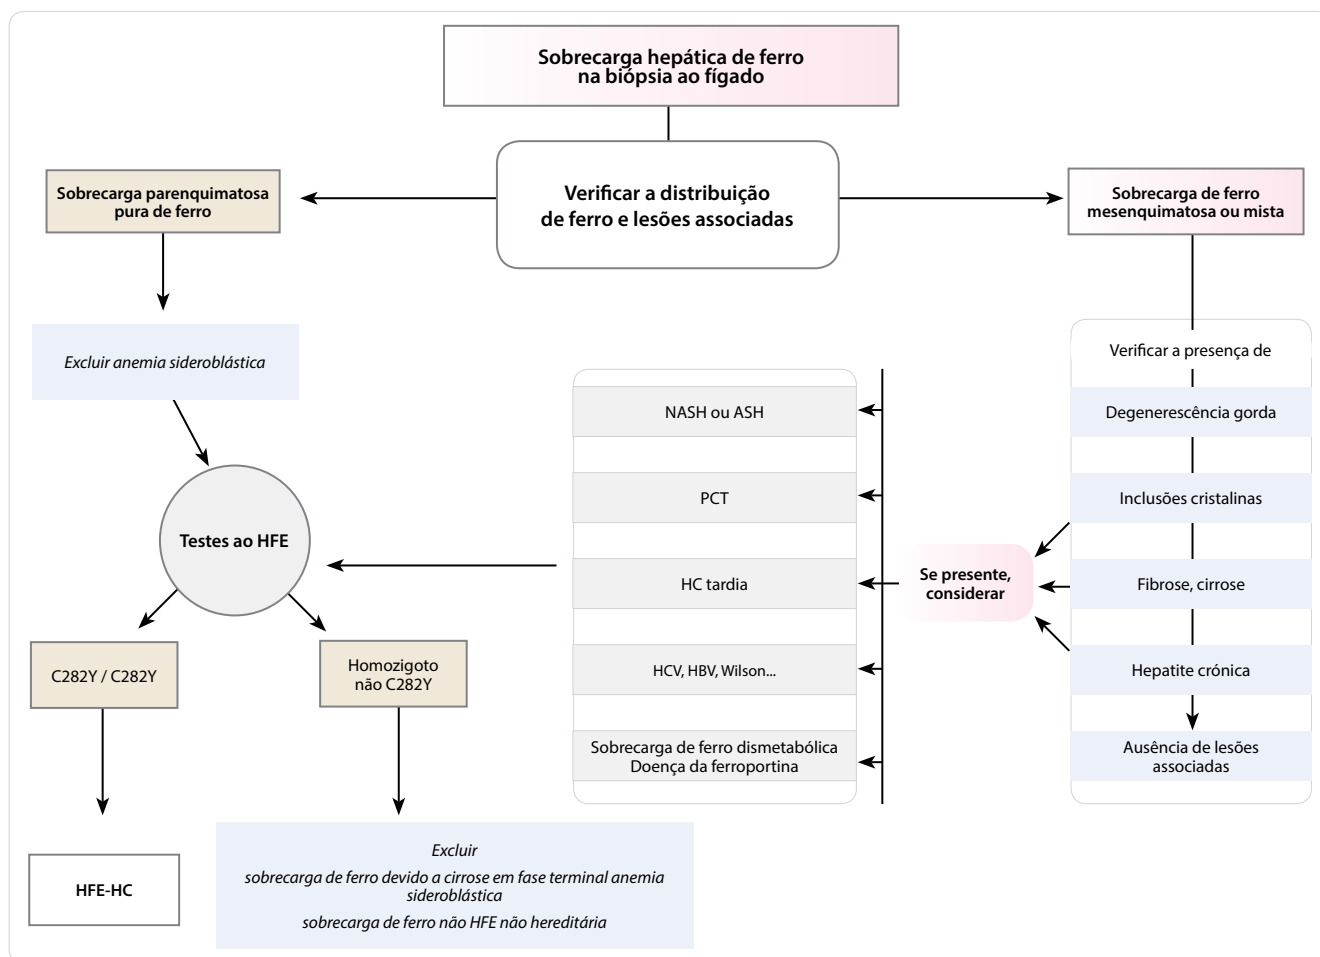 Sobrecarga hepática de ferro
na biópsia ao fígado
Verificar a distribuição
de ferro e lesões associadas
Sobrecarga parenquimatosa
pura de ferro
Sobrecarga de ferro
mesenquimatosa ou mista
Excluir anemia sideroblástica
Verificar a presença de
Degenerescência gorda
Inclusões cristalinas
Fibrose, cirrose
Hepatite crónica
Ausência de lesões
associadas
Se presente,
considerar
NASH ou ASH
PCT
HC tardia
HCV, HBV, Wilson...
Sobrecarga de ferro dismetabólica
Doença da ferroportina
Testes ao HFE
C282Y / C282Y
Homozigoto
não C282Y
HFE-HC
Excluir
sobrecarga de ferro devido a cirrose em fase terminal anemia
sideroblástica
sobrecarga de ferro não HFE não hereditária